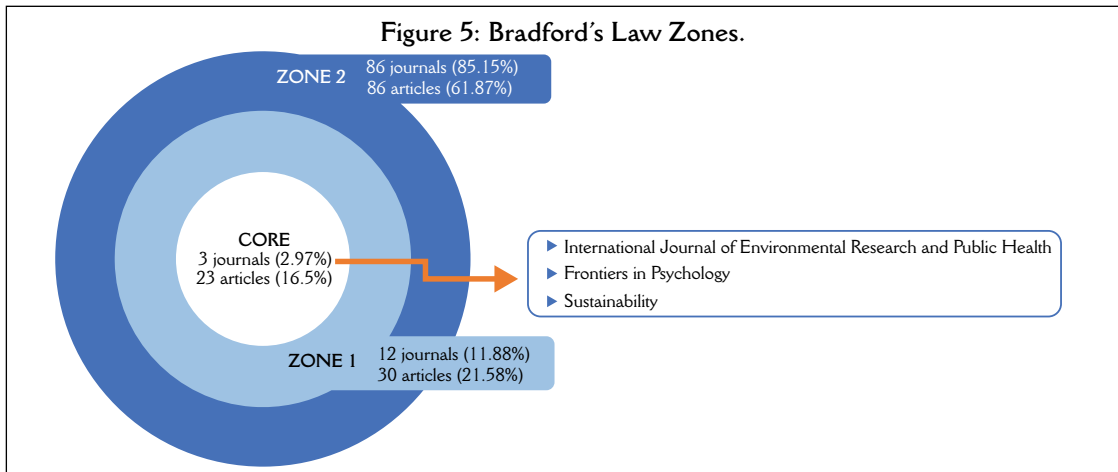 Figure 5: Bradford's Law Zones.
ZONE 2
86 journals (85.15%)
86 articles (61.87%)
CORE
3 journals (2.97%)
23 articles (16.5%)
► International Journal of Environmental Research and Public Health
► Frontiers in Psychology
► Sustainability
ZONE 1
12 journals (11.88%)
30 articles (21.58%)